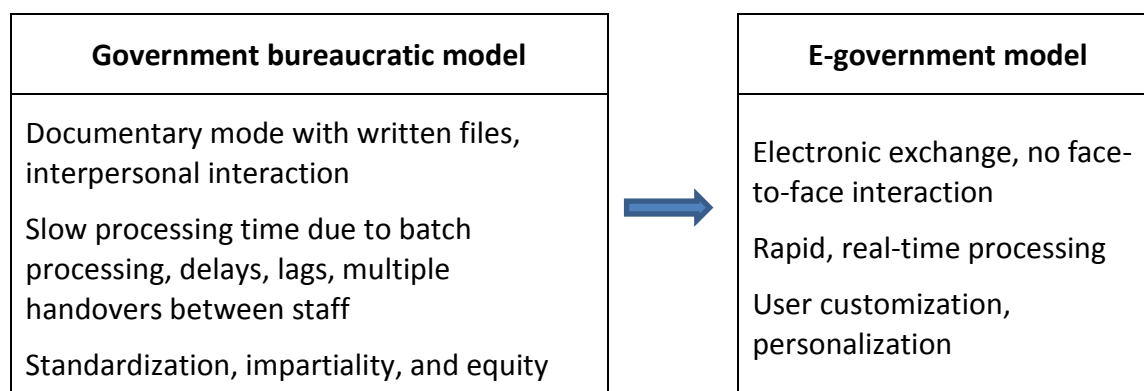 Government bureaucratic model
Documentary mode with written files,
interpersonal interaction
Slow processing time due to batch
processing, delays, lags, multiple
handovers between staff
Standardization, impartiality, and equity
E-government model
Electronic exchange, no face-
to-face interaction
Rapid, real-time processing
User customization,
personalization